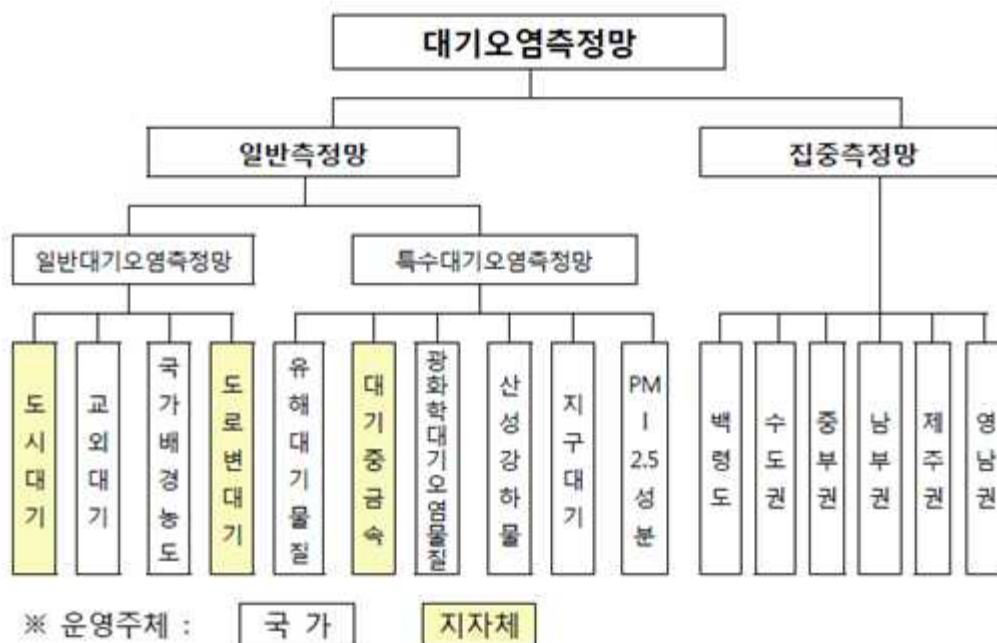 대기오염측정망
일반측정망
집중측정망
일반대기오염측정망
특수대기오염측정망
도시대기
교외대기
국가배경농도
도로변대기
유해대기물질
대기중금속
광화학대기오염물질
산성강하물
지구대기
PM
|
2.5
성분
백령도
수도권
중부권
남부권
제주권
영남권
※ 운영주체 : 국 가 지자체